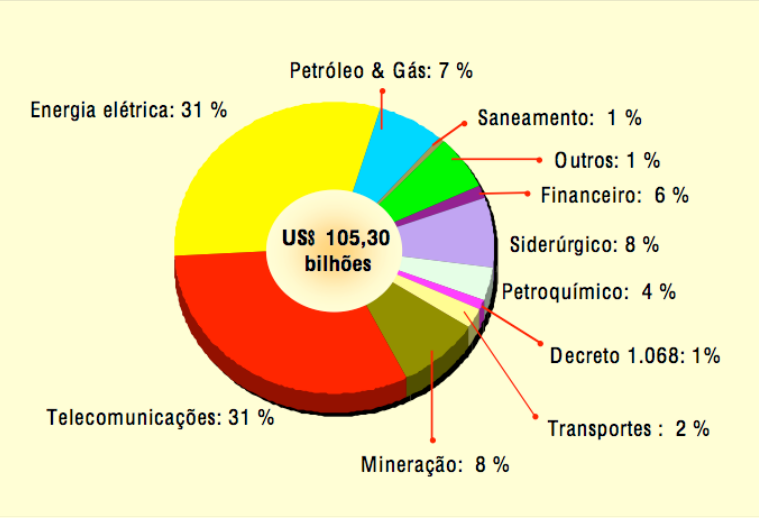 Petróleo & Gás: 7 %
Energia elétrica: 31 %
Saneamento: 1 %
Outros: 1 %
Financeiro: 6 %
US$ 105,30
bilhões
Siderúrgico: 8 %
Petroquímico: 4 %
Decreto 1.068: 1%
Telecomunicações: 31 %
Transportes : 2 %
Mineração: 8 %